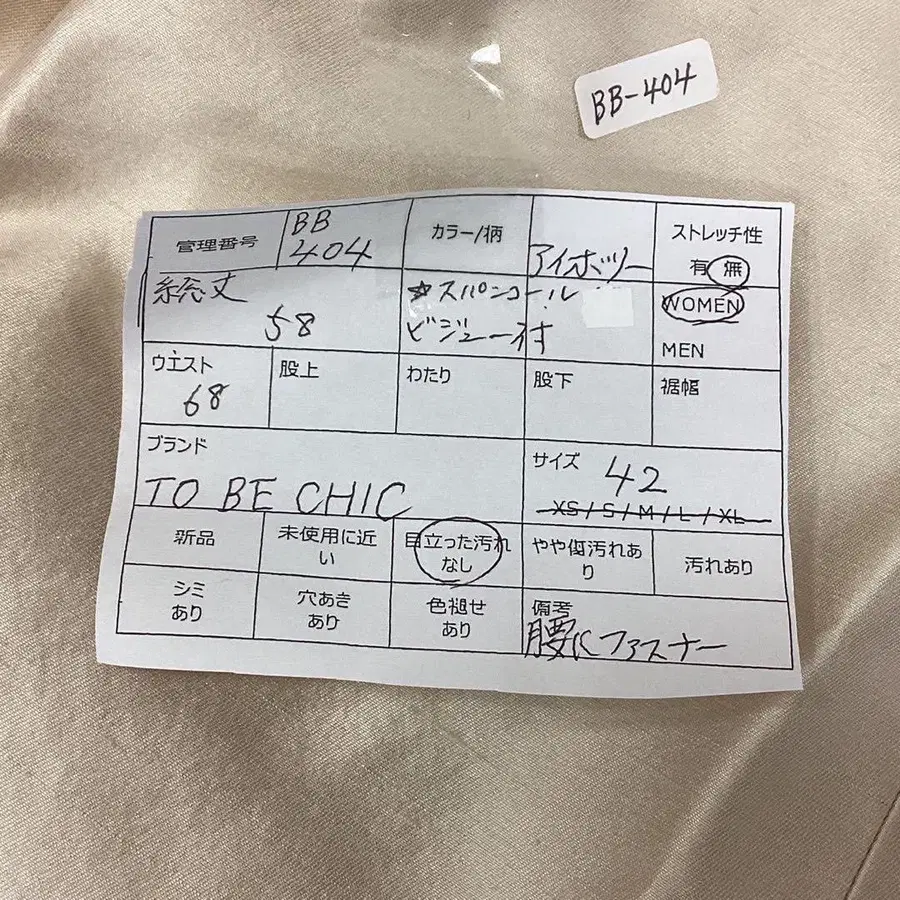 BB-404
管理番号
BB
404
カラー/柄
アイボリー
ストレッチ性
有 無
総丈
58
☆スパンコール
ビジュー付
WOMEN
MEN
ウエスト
68
股上
わたり
股下
裾幅
ブランド
TO BE CHIC
サイズ 42
XS/S/M/L/XL
新品
未使用に近
い
目立った汚れ
なし
やや傷汚れあ
り
汚れあり
シミ
あり
穴あき
あり
色褪せ
あり
備考
腰にファスナー